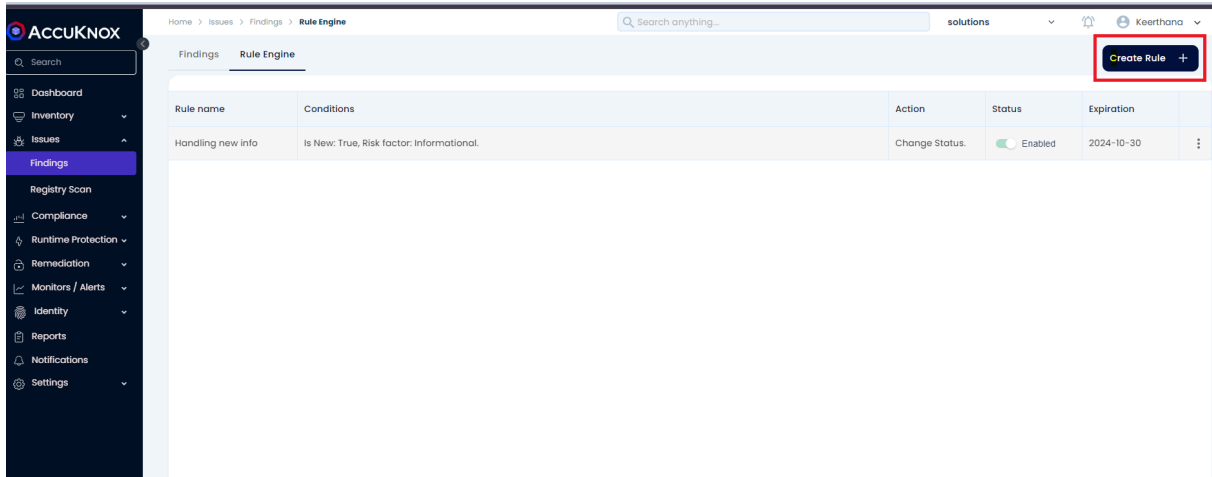 ACCUKNOX
Search
Dashboard
Inventory
Issues
Findings
Registry Scan
Compliance
Runtime Protection
Remediation
Monitors / Alerts
Identity
Reports
Notifications
Settings
Home > Issues > Findings > Rule Engine
Search anything...
solutions
Keerthana
Findings Rule Engine
Create Rule +
Rule name Conditions Action Status Expiration
Handling new info Is New: True, Risk factor: Informational. Change Status. Enabled 2024-10-30